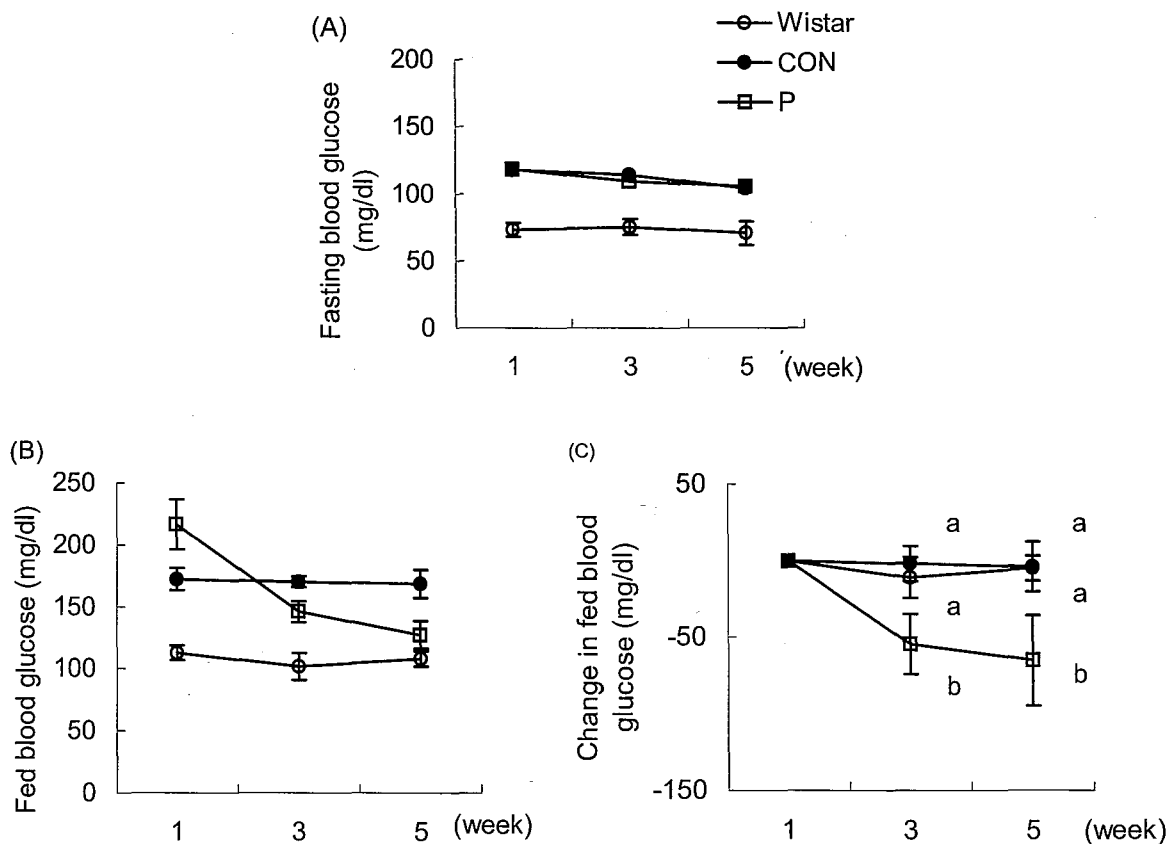 (A)
Wistar
CON
P
Fasting blood glucose
(mg/dl)
200
150
100
50
0
1 3 5 (week)
(B)
Fed blood glucose (mg/dl)
250
200
150
100
50
0
1 3 5 (week)
(C)
Change in fed blood
glucose (mg/dl)
50
-50
-150
a a
a a
b b
1 3 5 (week)